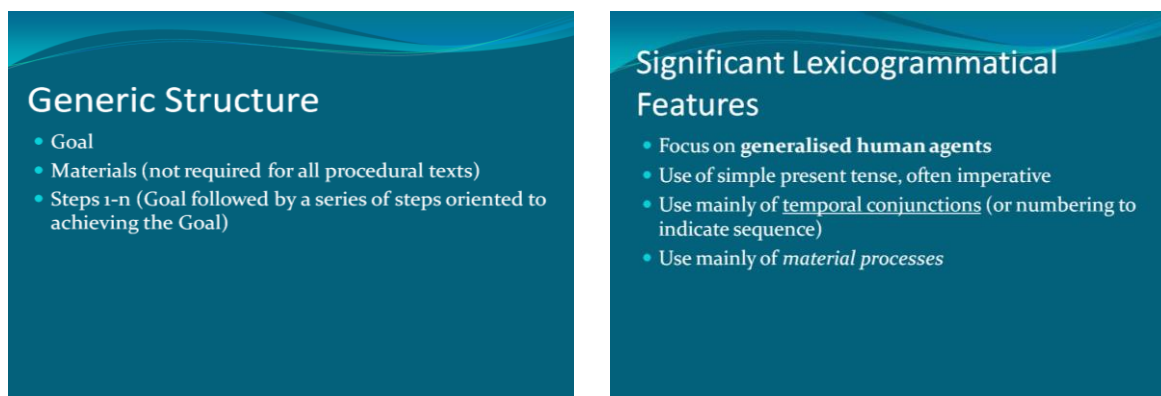 Generic Structure
• Goal
• Materials (not required for all procedural texts)
• Steps 1-n (Goal followed by a series of steps oriented to
achieving the Goal)
Significant Lexicogrammatical
Features
• Focus on generalised human agents
• Use of simple present tense, often imperative
• Use mainly of temporal conjunctions (or numbering to
indicate sequence)
• Use mainly of material processes